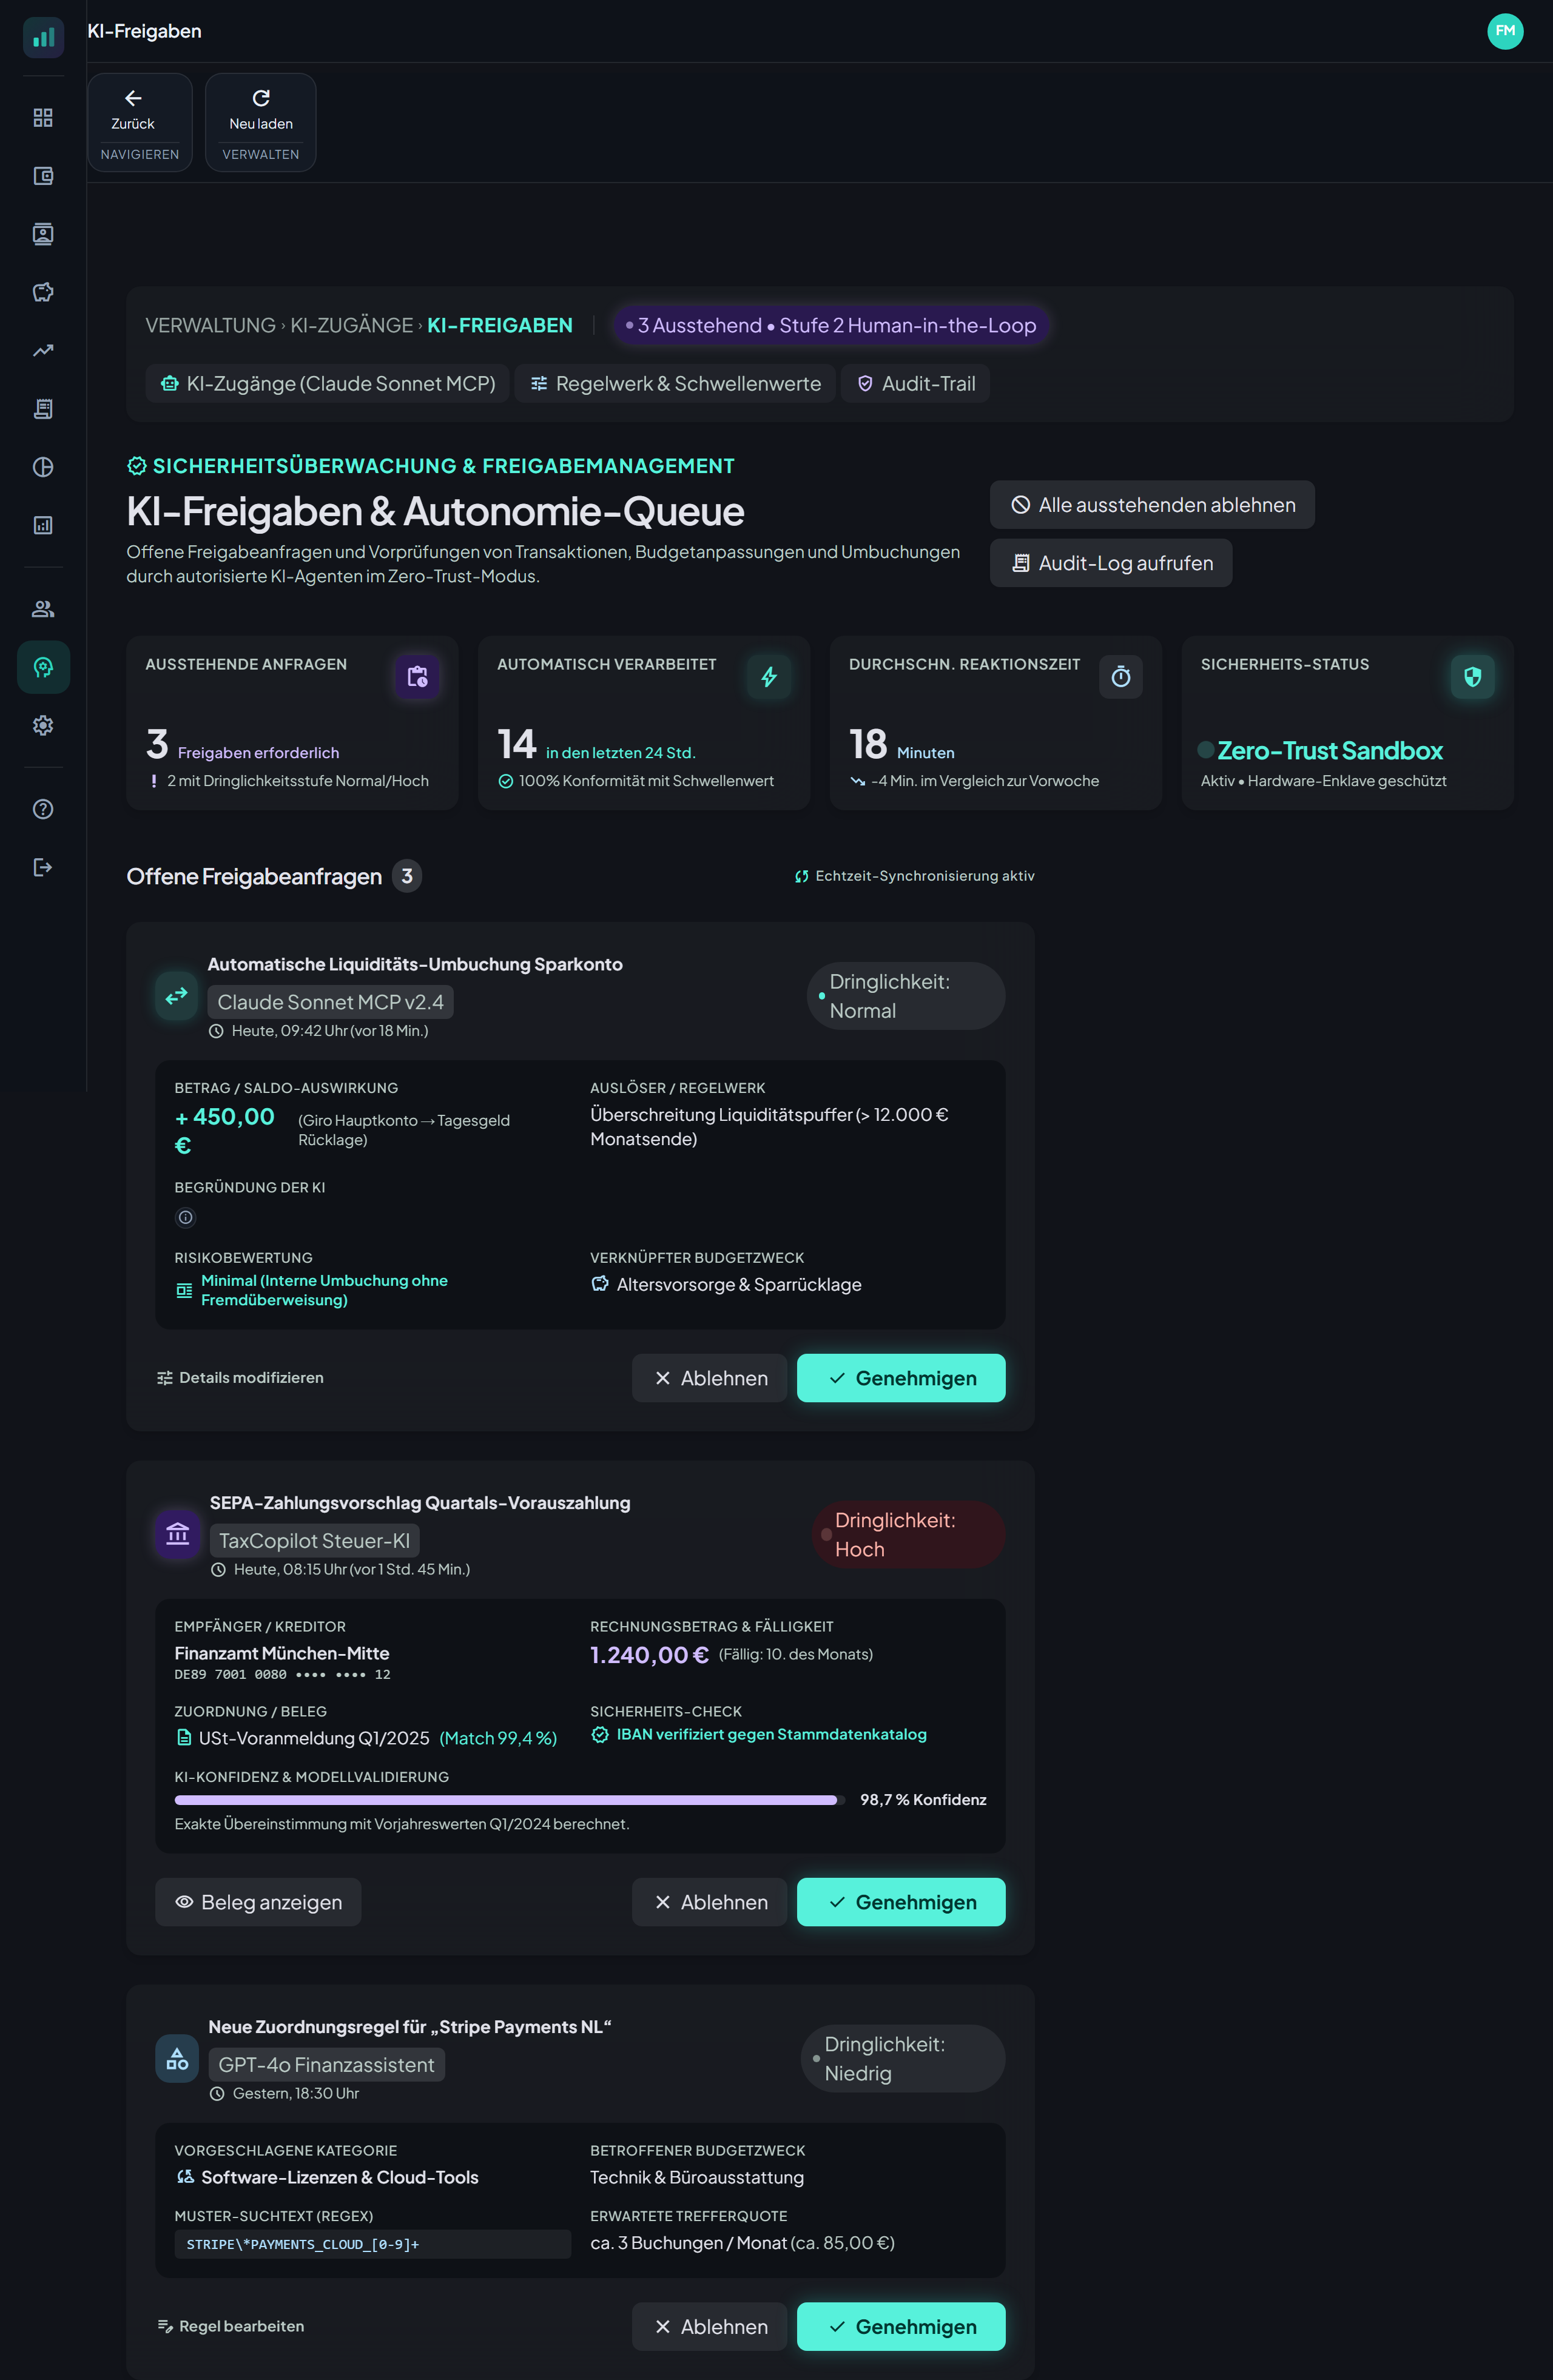 KI-Freigaben
FM
Zurück
NAVIGIEREN
Neu laden
VERWALTEN
VERWALTUNG › KI-ZUGÄNGE › KI-FREIGABEN
3 Ausstehend • Stufe 2 Human-in-the-Loop
KI-Zugänge (Claude Sonnet MCP)
Regelwerk & Schwellenwerte
Audit-Trail
SICHERHEITSÜBERWACHUNG & FREIGABEMANAGEMENT
KI-Freigaben & Autonomie-Queue
Offene Freigabeanfragen und Vorprüfungen von Transaktionen, Budgetanpassungen und Umbuchungen
durch autorisierte KI-Agenten im Zero-Trust-Modus.
Alle ausstehenden ablehnen
Audit-Log aufrufen
AUSSTEHENDE ANFRAGEN
3 Freigaben erforderlich
2 mit Dringlichkeitsstufe Normal/Hoch
AUTOMATISCH VERARBEITET
14 in den letzten 24 Std.
100% Konformität mit Schwellenwert
DURCHSCHN. REAKTIONSZEIT
18 Minuten
-4 Min. im Vergleich zur Vorwoche
SICHERHEITS-STATUS
Zero-Trust Sandbox
Aktiv • Hardware-Enklave geschützt
Offene Freigabeanfragen 3
Echtzeit-Synchronisierung aktiv
Automatische Liquiditäts-Umbuchung Sparkonto
Claude Sonnet MCP v2.4
Heute, 09:42 Uhr (vor 18 Min.)
Dringlichkeit:
Normal
BETRAG / SALDO-AUSWIRKUNG
+ 450,00
€
(Giro Hauptkonto → Tagesgeld
Rücklage)
AUSLÖSER / REGELWERK
Überschreitung Liquiditätspuffer (> 12.000 €
Monatsende)
BEGRÜNDUNG DER KI
RISIKOBEWERTUNG
Minimal (Interne Umbuchung ohne
Fremdüberweisung)
VERKNÜPFTER BUDGETZWECK
Altersvorsorge & Sparrücklage
Details modifizieren
Ablehnen
Genehmigen
SEPA-Zahlungsvorschlag Quartals-Vorauszahlung
TaxCopilot Steuer-KI
Heute, 08:15 Uhr (vor 1 Std. 45 Min.)
Dringlichkeit:
Hoch
EMPFÄNGER / KREDITOR
Finanzamt München-Mitte
DE89 7001 0080 •••• •••• 12
RECHNUNGSBETRAG & FÄLLIGKEIT
1.240,00 € (Fällig: 10. des Monats)
ZUORDNUNG / BELEG
USt-Voranmeldung Q1/2025 (Match 99,4 %)
SICHERHEITS-CHECK
IBAN verifiziert gegen Stammdatenkatalog
KI-KONFIDENZ & MODELLVALIDIERUNG
98,7 % Konfidenz
Exakte Übereinstimmung mit Vorjahreswerten Q1/2024 berechnet.
Beleg anzeigen
Ablehnen
Genehmigen
Neue Zuordnungsregel für „Stripe Payments NL“
GPT-4o Finanzassistent
Gestern, 18:30 Uhr
Dringlichkeit:
Niedrig
VORGESCHLAGENE KATEGORIE
Software-Lizenzen & Cloud-Tools
BETROFFENER BUDGETZWECK
Technik & Büroausstattung
MUSTER-SUCHTEXT (REGEX)
STRIPE\*PAYMENTS_CLOUD_[0-9]+
ERWARTETE TREFFERQUOTE
ca. 3 Buchungen / Monat (ca. 85,00 €)
Regel bearbeiten
Ablehnen
Genehmigen